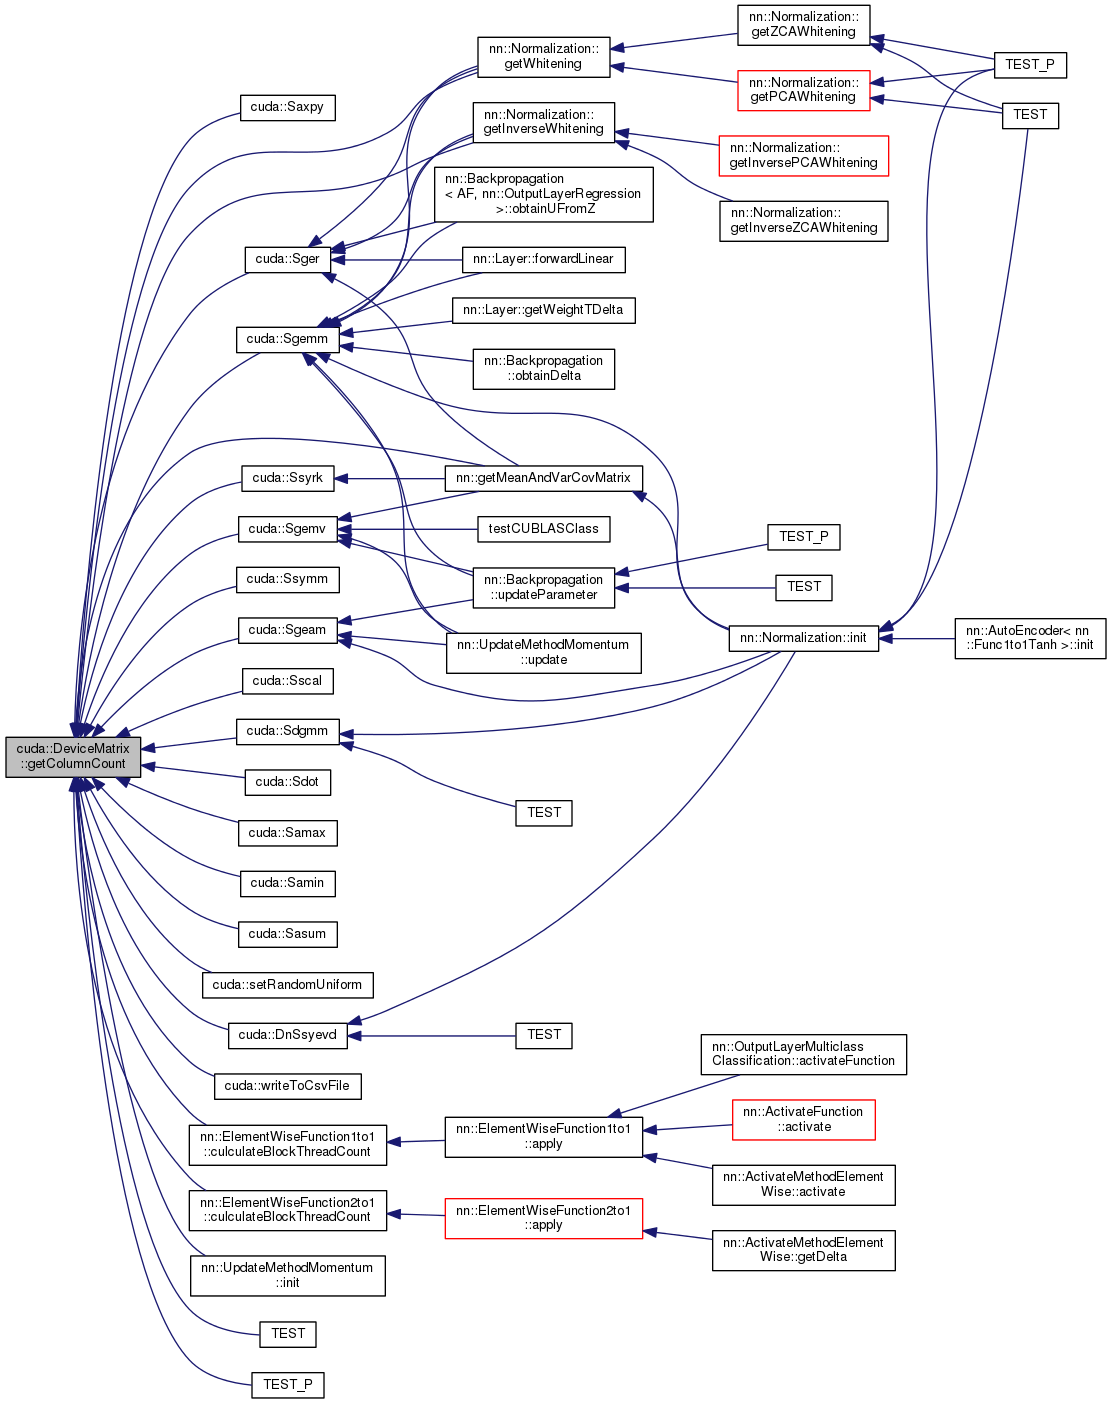 cuda::DeviceMatrix
::getColumnCount
cuda::Saxpy
cuda::Sger
cuda::Sgemm
cuda::Ssyrk
cuda::Sgemv
cuda::Ssymm
cuda::Sgeam
cuda::Sscal
cuda::Sdgmm
cuda::Sdot
cuda::Samax
cuda::Samin
cuda::Sasum
cuda::setRandomUniform
cuda::DnSsyevd
cuda::writeToCsvFile
nn::ElementWiseFunction1to1
::culculateBlockThreadCount
nn::ElementWiseFunction2to1
::culculateBlockThreadCount
nn::UpdateMethodMomentum
::init
TEST
TEST_P
nn::Normalization::
getWhitening
nn::Normalization::
getInverseWhitening
nn::Backpropagation
< AF, nn::OutputLayerRegression
>::obtainUFromZ
nn::Layer::forwardLinear
nn::Layer::getWeightTDelta
nn::Backpropagation
::obtainDelta
nn::getMeanAndVarCovMatrix
testCUBLASClass
nn::Backpropagation
::updateParameter
nn::UpdateMethodMomentum
::update
TEST
TEST
nn::ElementWiseFunction1to1
::apply
nn::ElementWiseFunction2to1
::apply
nn::Normalization::
getZCAWhitening
nn::Normalization::
getPCAWhitening
nn::Normalization::
getInversePCAWhitening
nn::Normalization::
getInverseZCAWhitening
TEST_P
TEST
nn::Normalization::init
nn::OutputLayerMulticlass
Classification::activateFunction
nn::ActivateFunction
::activate
nn::ActivateMethodElement
Wise::activate
nn::ActivateMethodElement
Wise::getDelta
TEST_P
TEST
nn::AutoEncoder< nn
::Func1to1Tanh >::init